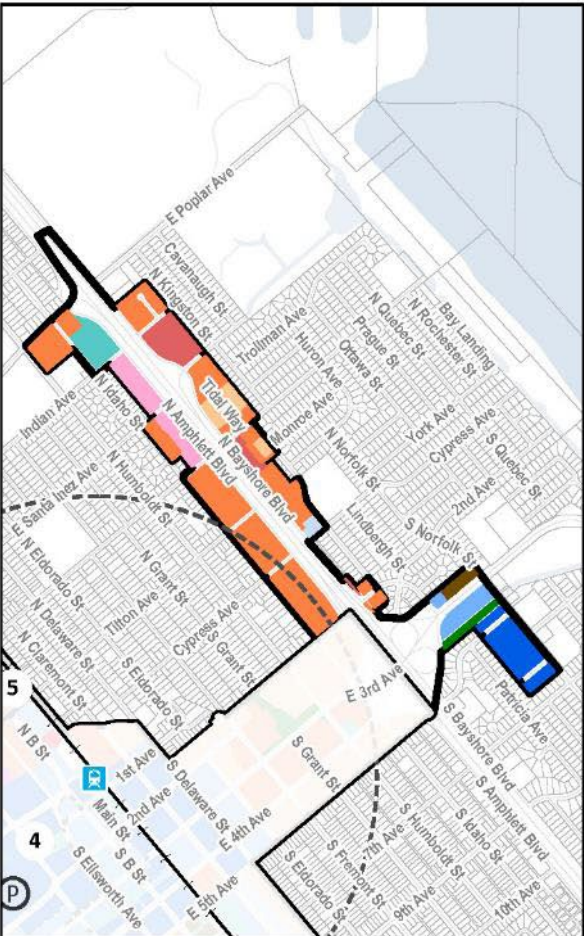 E Poplar Ave
Cavanaugh St
N Kingston St
Bay Landing
N Rochester St
N Quebec St
Prague St
Ottawa St
Huron Ave
Trollman Ave
Tidal Way
Monroe Ave
York Ave
Cypress Ave
S Quebec St
2nd Ave
N Norfolk St
Lindbergh St
S Norfolk St
Indian Ave
N Idaho St
N Amphlett Blvd
N Bayshore Blvd
E Santa Inez Ave
N Humboldt St
N Eldorado St
N Grant St
Tilton Ave
Cypress Ave
S Grant St
N Delaware St
N Claremont St
S Eldorado St
E 3rd Ave
Patricia Ave
5
N B St
1st Ave
2nd Ave
Main St
S B St
S Delaware St
E 4th Ave
S Grant St
S Bayshore Blvd
S Amphlett Blvd
S Idaho St
S Humboldt St
7th Ave
S Fremont St
S Eldorado St
9th Ave
10th Ave
4
S Ellsworth Ave
E 5th Ave
P